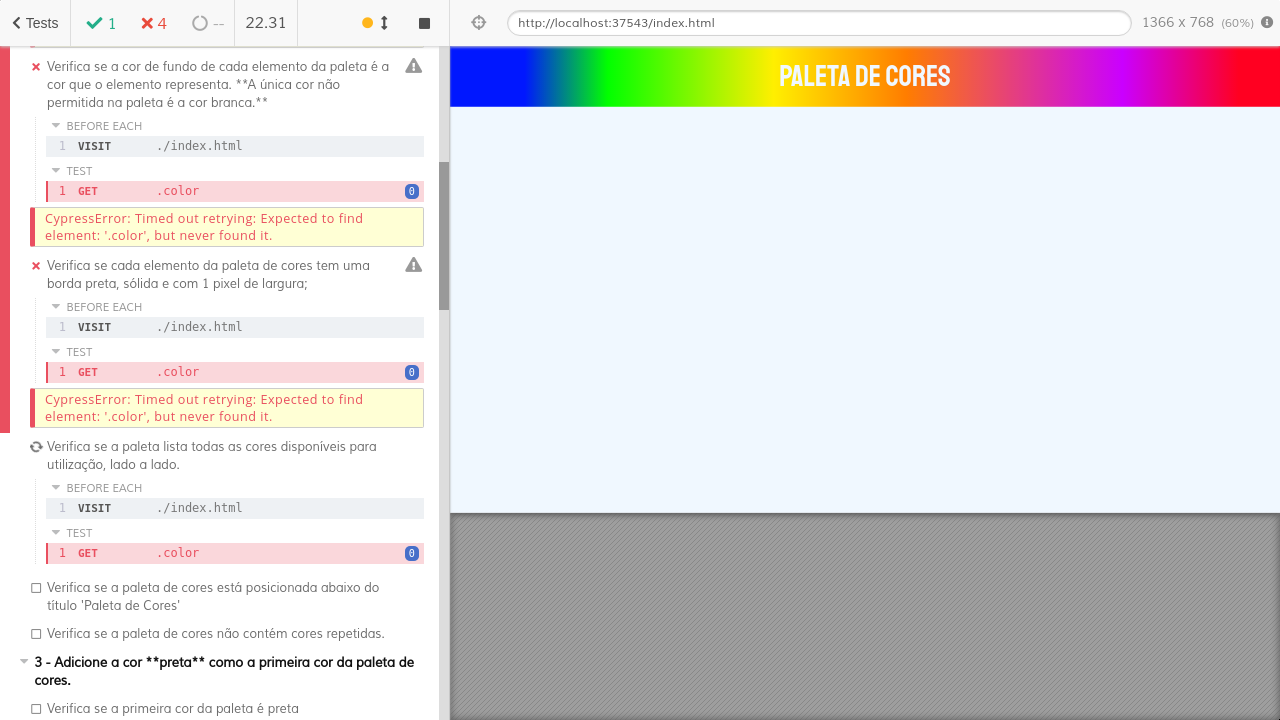 Tests
1
4
--
22.31
http://localhost:37543/index.html
1366 x 768 (60%)
Verifica se a cor de fundo de cada elemento da paleta é a
cor que o elemento representa. **A única cor não
permitida na paleta é a cor branca.**
BEFORE EACH
1 VISIT ./index.html
TEST
1 GET .color 0
CypressError: Timed out retrying: Expected to find
element: '.color', but never found it.
Verifica se cada elemento da paleta de cores tem uma
borda preta, sólida e com 1 pixel de largura;
BEFORE EACH
1 VISIT ./index.html
TEST
1 GET .color 0
CypressError: Timed out retrying: Expected to find
element: '.color', but never found it.
Verifica se a paleta lista todas as cores disponíveis para
utilização, lado a lado.
BEFORE EACH
1 VISIT ./index.html
TEST
1 GET .color 0
Verifica se a paleta de cores está posicionada abaixo do
título 'Paleta de Cores'
Verifica se a paleta de cores não contém cores repetidas.
3 - Adicione a cor **preta** como a primeira cor da paleta de
cores.
Verifica se a primeira cor da paleta é preta
PALETA DE CORES